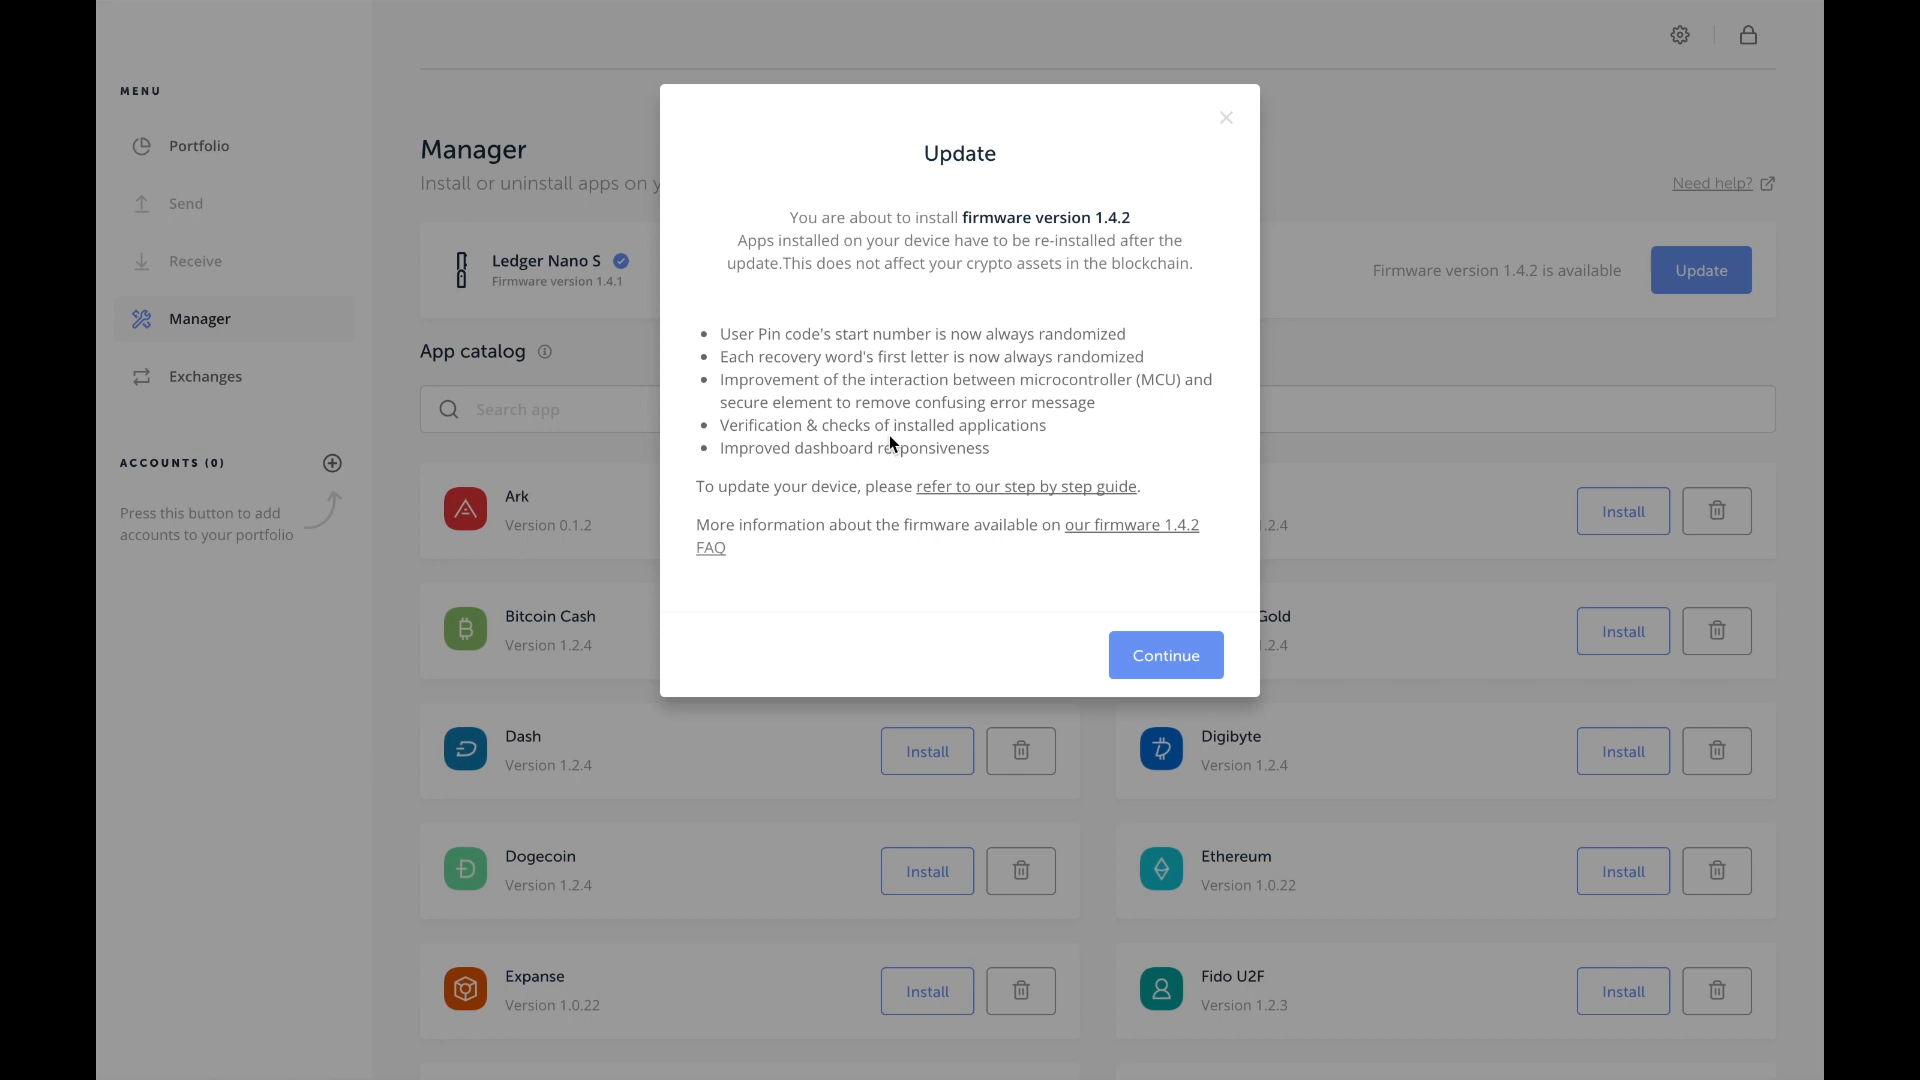 MENU
Portfolio
Send
Receive
Manager
Exchanges
ACCOUNTS (0)
Press this button to add
accounts to your portfolio
Manager
Install or uninstall apps on
Need help?
Ledger Nano S
Firmware version 1.4.1
Firmware version 1.4.2 is available
Update
App catalog
Search app
Update
You are about to install firmware version 1.4.2
Apps installed on your device have to be re-installed after the
update.This does not affect your crypto assets in the blockchain.
User Pin code's start number is now always randomized
Each recovery word's first letter is now always randomized
Improvement of the interaction between microcontroller (MCU) and
secure element to remove confusing error message
Verification & checks of installed applications
Improved dashboard responsiveness
To update your device, please refer to our step by step guide.
More information about the firmware available on our firmware 1.4.2
FAQ
Continue
Ark
Version 0.1.2
.2.4
Install
Bitcoin Cash
Version 1.2.4
Gold
.2.4
Install
Dash
Version 1.2.4
Install
Digibyte
Version 1.2.4
Install
Dogecoin
Version 1.2.4
Install
Ethereum
Version 1.0.22
Install
Expanse
Version 1.0.22
Install
Fido U2F
Version 1.2.3
Install